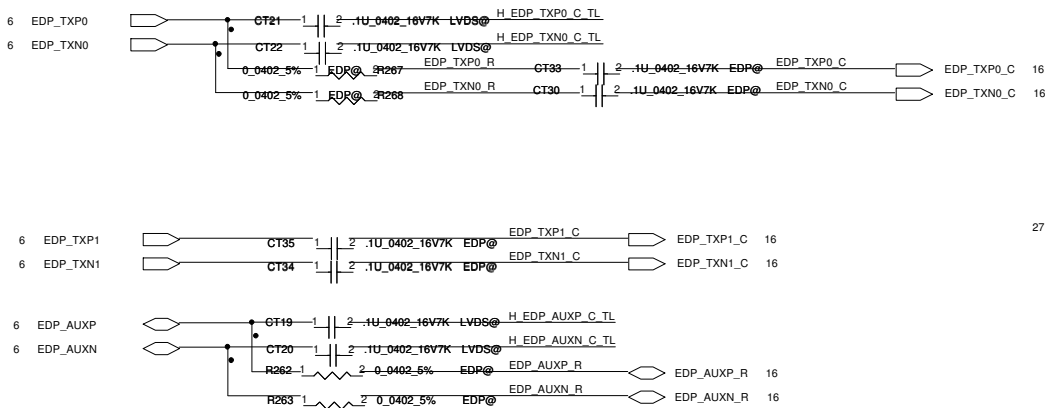 6 EDP_TXP0 CT21 1 2 .1U_0402_16V7K LVDS@ H_EDP_TXP0_C_TL
6 EDP_TXN0 CT22 1 2 .1U_0402_16V7K LVDS@ H_EDP_TXN0_C_TL
0_0402_5% 1 EDP@ 2 R267 EDP_TXP0_R CT33 1 2 .1U_0402_16V7K EDP@ EDP_TXP0_C EDP_TXP0_C 16
0_0402_5% 1 EDP@ 2 R268 EDP_TXN0_R CT30 1 2 .1U_0402_16V7K EDP@ EDP_TXN0_C EDP_TXN0_C 16
27
6 EDP_TXP1 CT35 1 2 .1U_0402_16V7K EDP@ EDP_TXP1_C EDP_TXP1_C 16
6 EDP_TXN1 CT34 1 2 .1U_0402_16V7K EDP@ EDP_TXN1_C EDP_TXN1_C 16
6 EDP_AUXP CT19 1 2 .1U_0402_16V7K LVDS@ H_EDP_AUXP_C_TL
6 EDP_AUXN CT20 1 2 .1U_0402_16V7K LVDS@ H_EDP_AUXN_C_TL
R262 1 2 0_0402_5% EDP@ EDP_AUXP_R EDP_AUXP_R 16
R263 1 2 0_0402_5% EDP@ EDP_AUXN_R EDP_AUXN_R 16